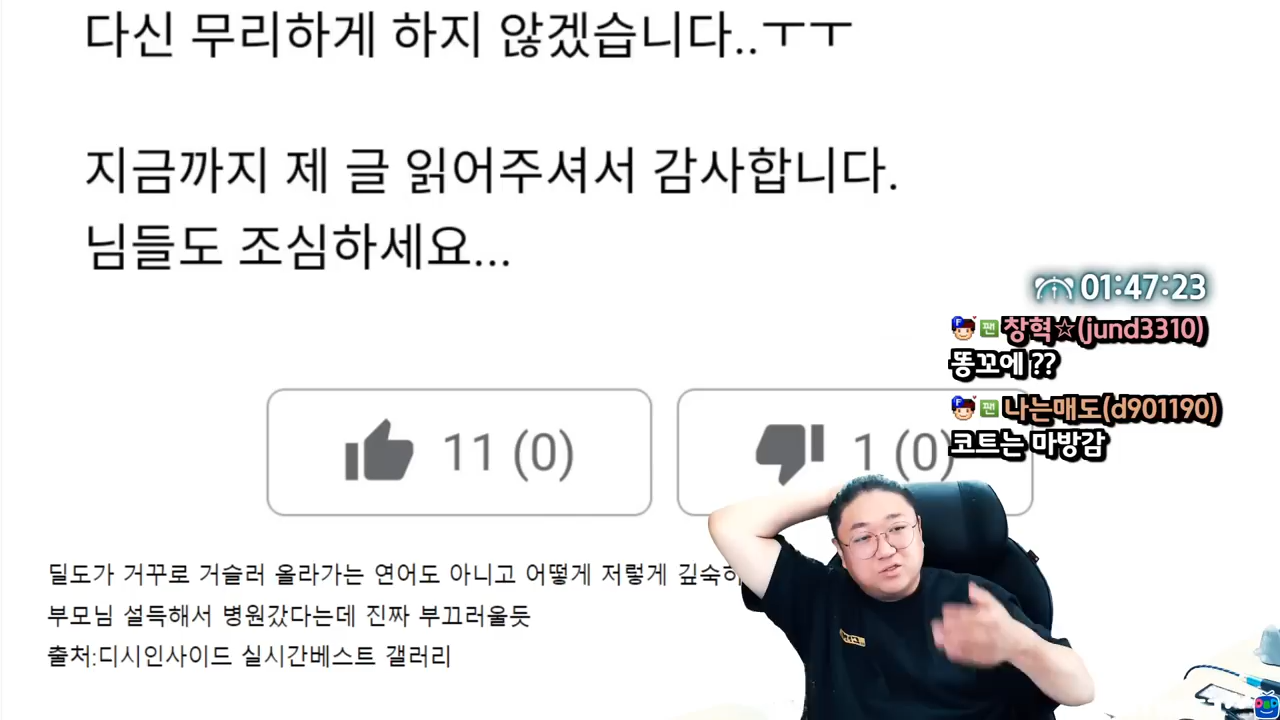 다신 무리하게 하지 않겠습니다..ㅜㅜ
지금까지 제 글 읽어주셔서 감사합니다.
님들도 조심하세요...
01:47:23
F 팬 창혁☆(jund3310)
똥꼬에 ??
F 팬 나는매도(d901190)
코트는 마방감
11 (0)
1 (0)
딜도가 거꾸로 거슬러 올라가는 연어도 아니고 어떻게 저렇게 깊숙히
부모님 설득해서 병원갔다는데 진짜 부끄러울듯
출처:디시인사이드 실시간베스트 갤러리